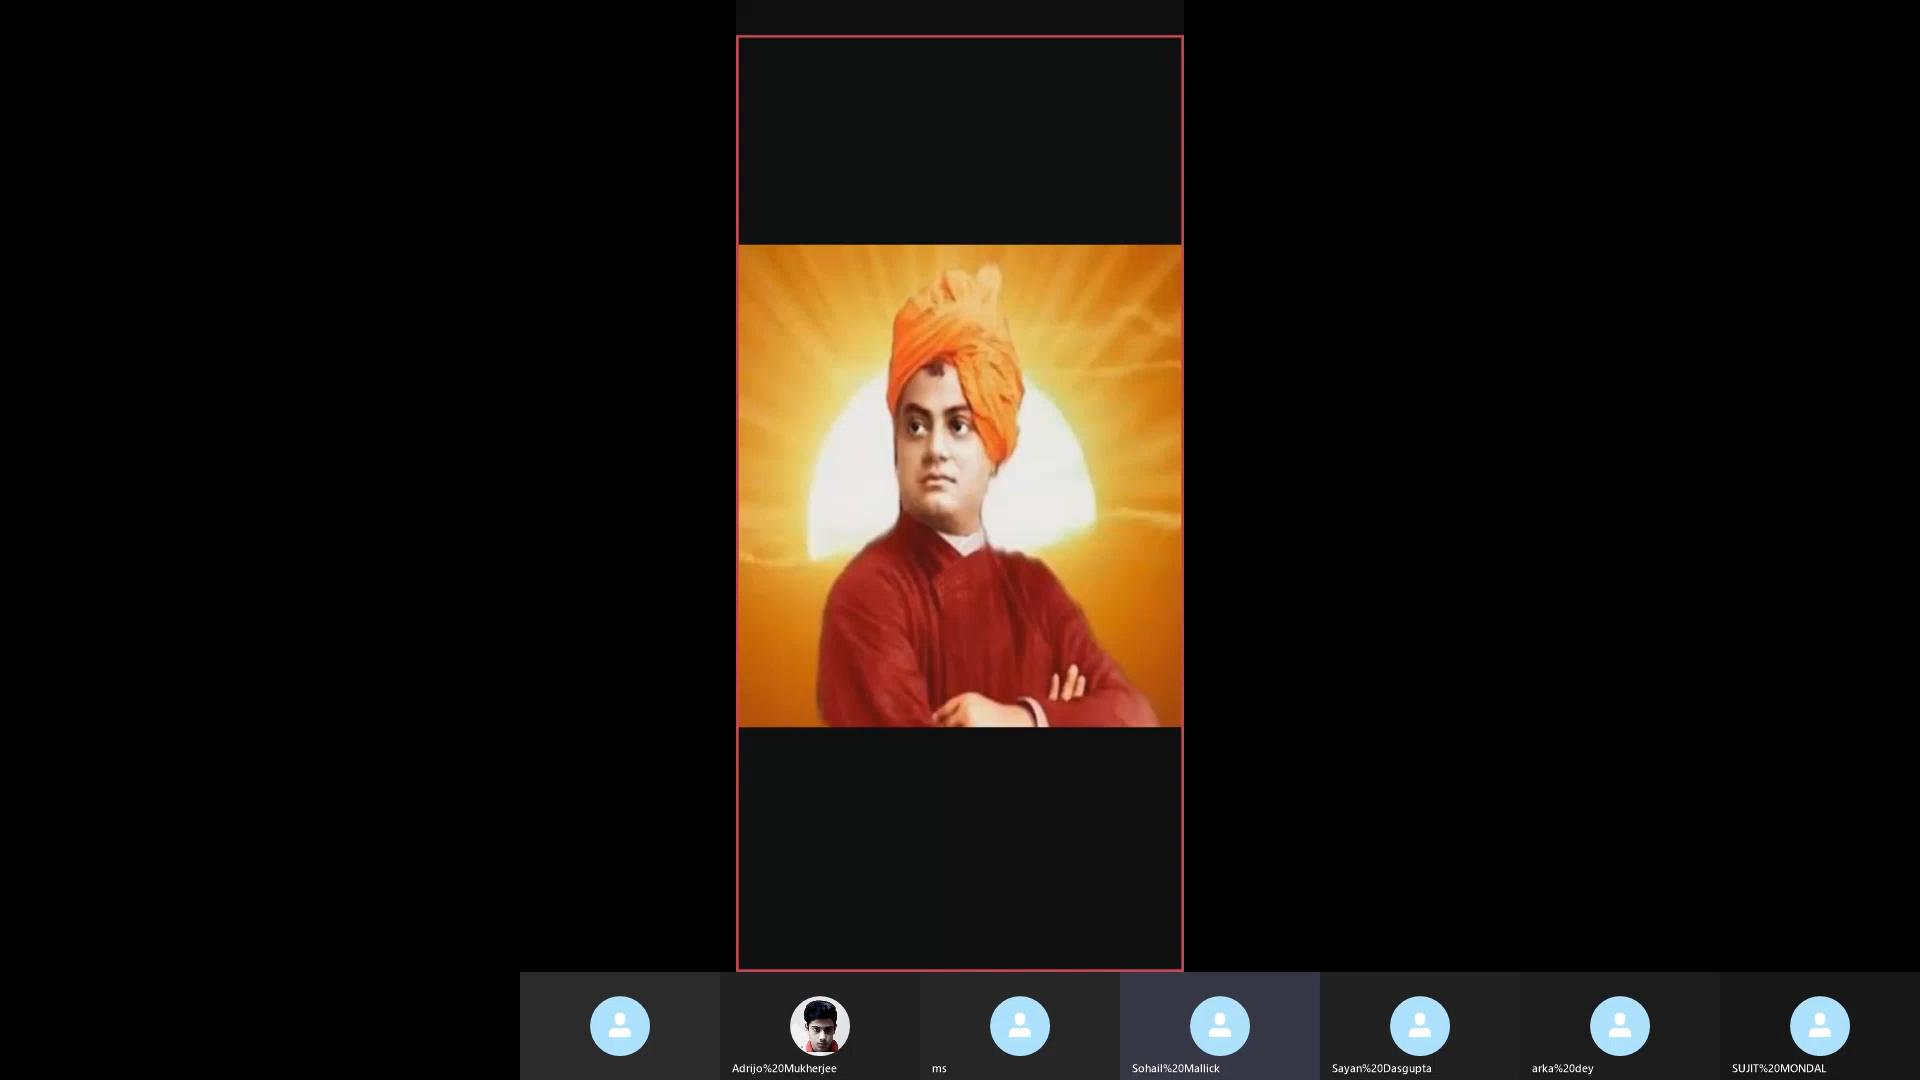 Adrijo%20Mukherjee
ms
Sohail%20Mallick
Sayan%20Dasgupta
arka%20dey
SUJIT%20MONDAL